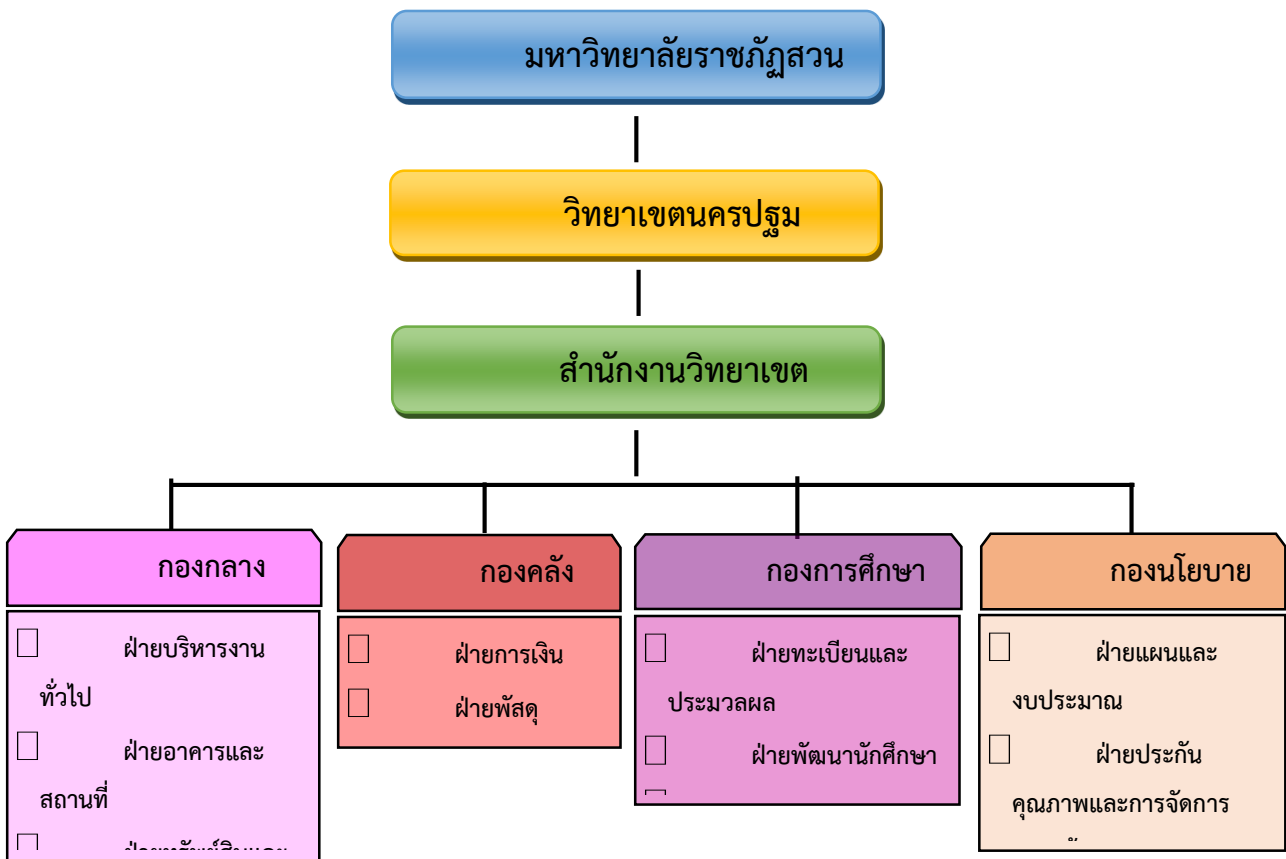 มหาวิทยาลัยราชภัฏสวน
วิทยาเขตนครปฐม
สำนักงานวิทยาเขต
กองกลาง
ฝ่ายบริหารงาน
ทั่วไป
ฝ่ายอาคารและ
สถานที่
กองคลัง
ฝ่ายการเงิน
ฝ่ายพัสดุ
กองการศึกษา
ฝ่ายทะเบียนและ
ประมวลผล
ฝ่ายพัฒนานักศึกษา
กองนโยบาย
ฝ่ายแผนและ
งบประมาณ
ฝ่ายประกัน
คุณภาพและการจัดการ